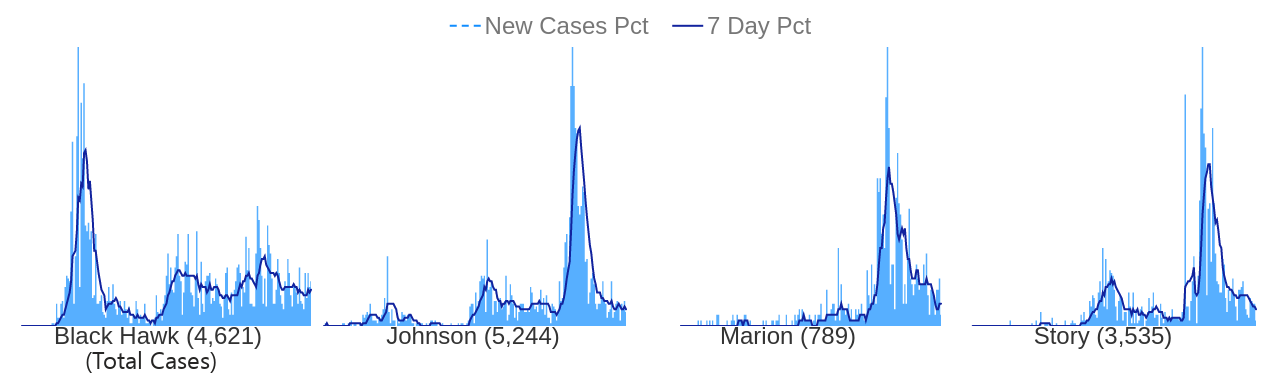 New Cases Pct 7 Day Pct
Black Hawk (4,621) Johnson (5,244) Marion (789) Story (3,535)
(Total Cases)